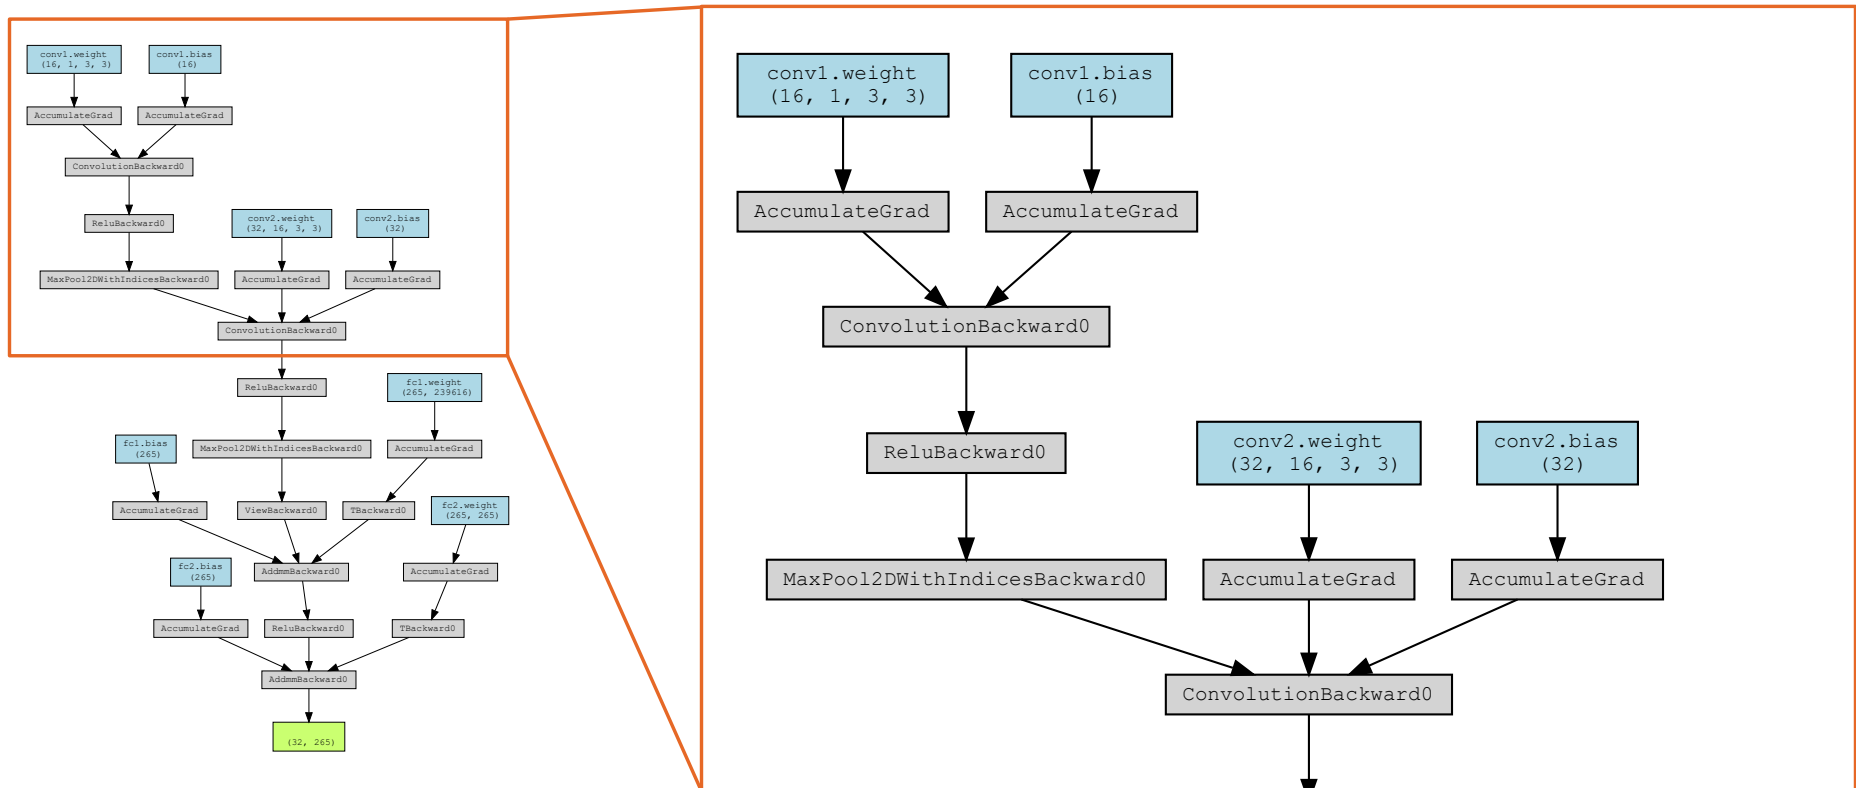 conv1.weight
(16, 1, 3, 3)
conv1.bias
(16)
AccumulateGrad
AccumulateGrad
ConvolutionBackward0
ReluBackward0
conv2.weight
(32, 16, 3, 3)
conv2.bias
(32)
MaxPool2DWithIndicesBackward0
AccumulateGrad
AccumulateGrad
ConvolutionBackward0
ReluBackward0
fc1.weight
(265, 239616)
fc1.bias
(265)
MaxPool2DWithIndicesBackward0
AccumulateGrad
AccumulateGrad
ViewBackward0
TBackward0
fc2.weight
(265, 265)
fc2.bias
(265)
AddmmBackward0
AccumulateGrad
AccumulateGrad
ReluBackward0
TBackward0
AddmmBackward0
(32, 265)
conv1.weight
(16, 1, 3, 3)
conv1.bias
(16)
AccumulateGrad
AccumulateGrad
ConvolutionBackward0
ReluBackward0
conv2.weight
(32, 16, 3, 3)
conv2.bias
(32)
MaxPool2DWithIndicesBackward0
AccumulateGrad
AccumulateGrad
ConvolutionBackward0